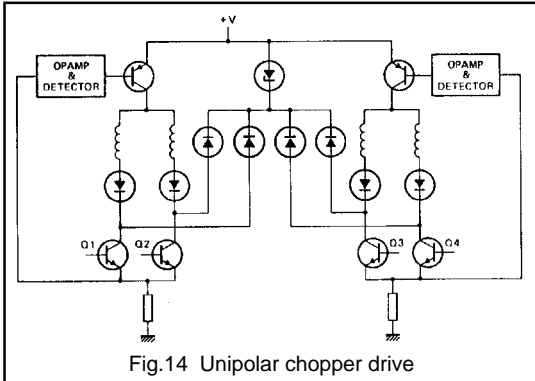 +V
OPAMP
&
DETECTOR
OPAMP
&
DETECTOR
Q1
Q2
Q3
Q4
Fig.14 Unipolar chopper drive